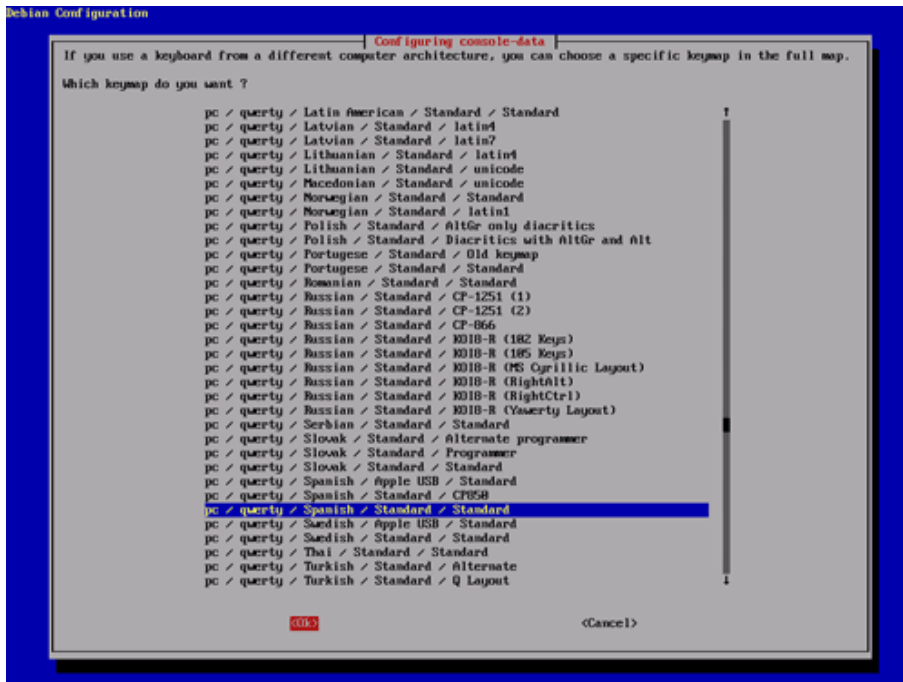 Debian Configuration
Configuring console-data
If you use a keyboard from a different computer architecture, you can choose a specific keymap in the full map.
Which keymap do you want ?
pc / qwerty / Latin American / Standard / Standard
pc / qwerty / Latvian / Standard / latin4
pc / qwerty / Latvian / Standard / latin7
pc / qwerty / Lithuanian / Standard / latin4
pc / qwerty / Lithuanian / Standard / unicode
pc / qwerty / Macedonian / Standard / unicode
pc / qwerty / Norwegian / Standard / Standard
pc / qwerty / Norwegian / Standard / latin1
pc / qwerty / Polish / Standard / AltGr only diacritics
pc / qwerty / Polish / Standard / Diacritics with AltGr and Alt
pc / qwerty / Portugese / Standard / Old keymap
pc / qwerty / Portugese / Standard / Standard
pc / qwerty / Romanian / Standard / Standard
pc / qwerty / Russian / Standard / CP-1251 (1)
pc / qwerty / Russian / Standard / CP-1251 (2)
pc / qwerty / Russian / Standard / CP-866
pc / qwerty / Russian / Standard / KOI8-R (102 Keys)
pc / qwerty / Russian / Standard / KOI8-R (105 Keys)
pc / qwerty / Russian / Standard / KOI8-R (MS Cyrillic Layout)
pc / qwerty / Russian / Standard / KOI8-R (RightAlt)
pc / qwerty / Russian / Standard / KOI8-R (RightCtrl)
pc / qwerty / Russian / Standard / KOI8-R (Yawerty Layout)
pc / qwerty / Serbian / Standard / Standard
pc / qwerty / Slovak / Standard / Alternate programmer
pc / qwerty / Slovak / Standard / Programmer
pc / qwerty / Slovak / Standard / Standard
pc / qwerty / Spanish / Apple USB / Standard
pc / qwerty / Spanish / Standard / CP850
pc / qwerty / Spanish / Standard / Standard
pc / qwerty / Swedish / Apple USB / Standard
pc / qwerty / Swedish / Standard / Standard
pc / qwerty / Thai / Standard / Standard
pc / qwerty / Turkish / Standard / Alternate
pc / qwerty / Turkish / Standard / Q Layout
<Ok> <Cancel>